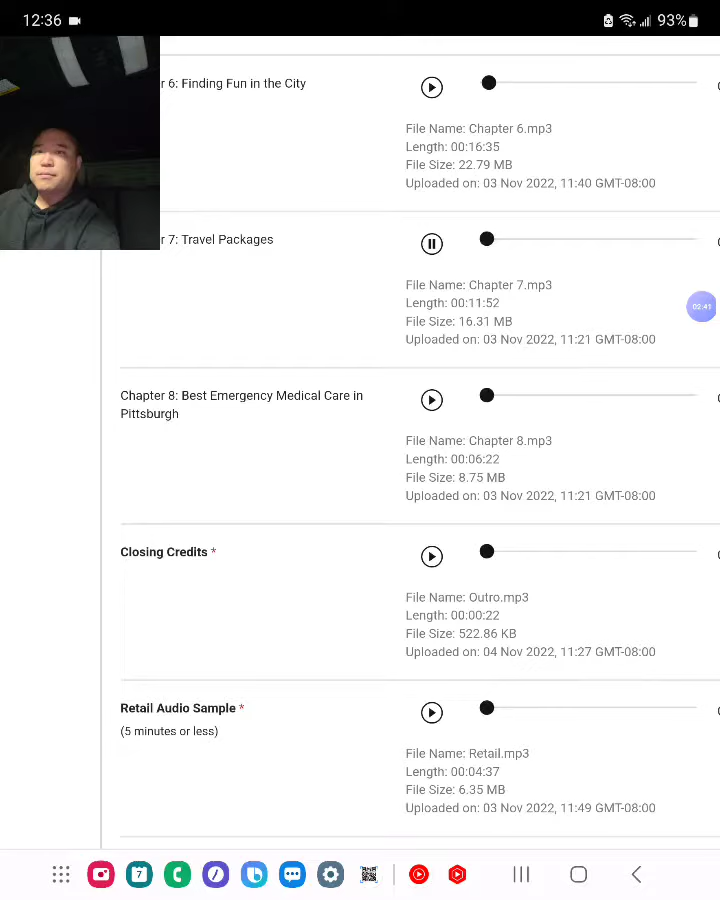 12:36
93%
r 6: Finding Fun in the City
File Name: Chapter 6.mp3
Length: 00:16:35
File Size: 22.79 MB
Uploaded on: 03 Nov 2022, 11:40 GMT-08:00
r 7: Travel Packages
File Name: Chapter 7.mp3
Length: 00:11:52
File Size: 16.31 MB
Uploaded on: 03 Nov 2022, 11:21 GMT-08:00
02:41
Chapter 8: Best Emergency Medical Care in
Pittsburgh
File Name: Chapter 8.mp3
Length: 00:06:22
File Size: 8.75 MB
Uploaded on: 03 Nov 2022, 11:21 GMT-08:00
Closing Credits *
File Name: Outro.mp3
Length: 00:00:22
File Size: 522.86 KB
Uploaded on: 04 Nov 2022, 11:27 GMT-08:00
Retail Audio Sample *
(5 minutes or less)
File Name: Retail.mp3
Length: 00:04:37
File Size: 6.35 MB
Uploaded on: 03 Nov 2022, 11:49 GMT-08:00
7